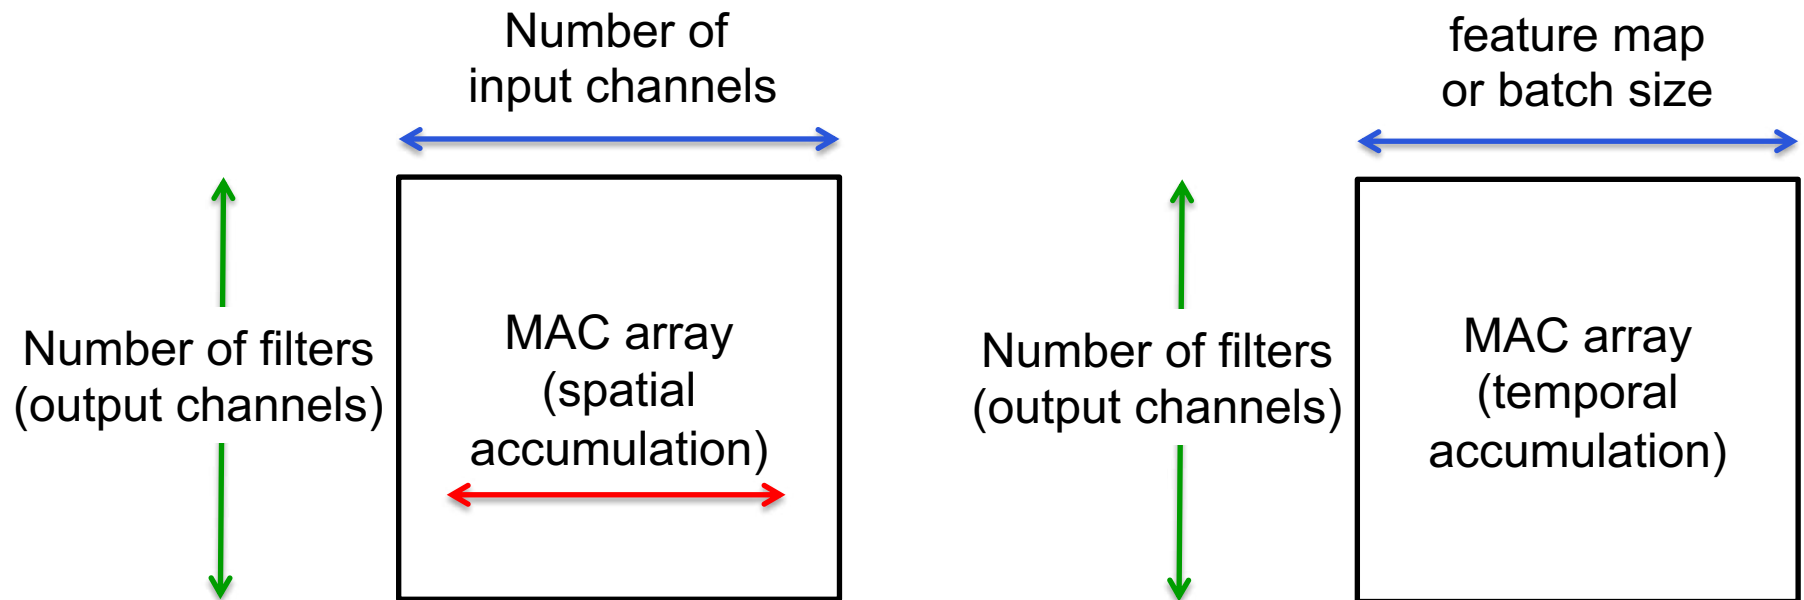 Number of
input channels
Number of filters
(output channels)
MAC array
(spatial
accumulation)
feature map
or batch size
Number of filters
(output channels)
MAC array
(temporal
accumulation)